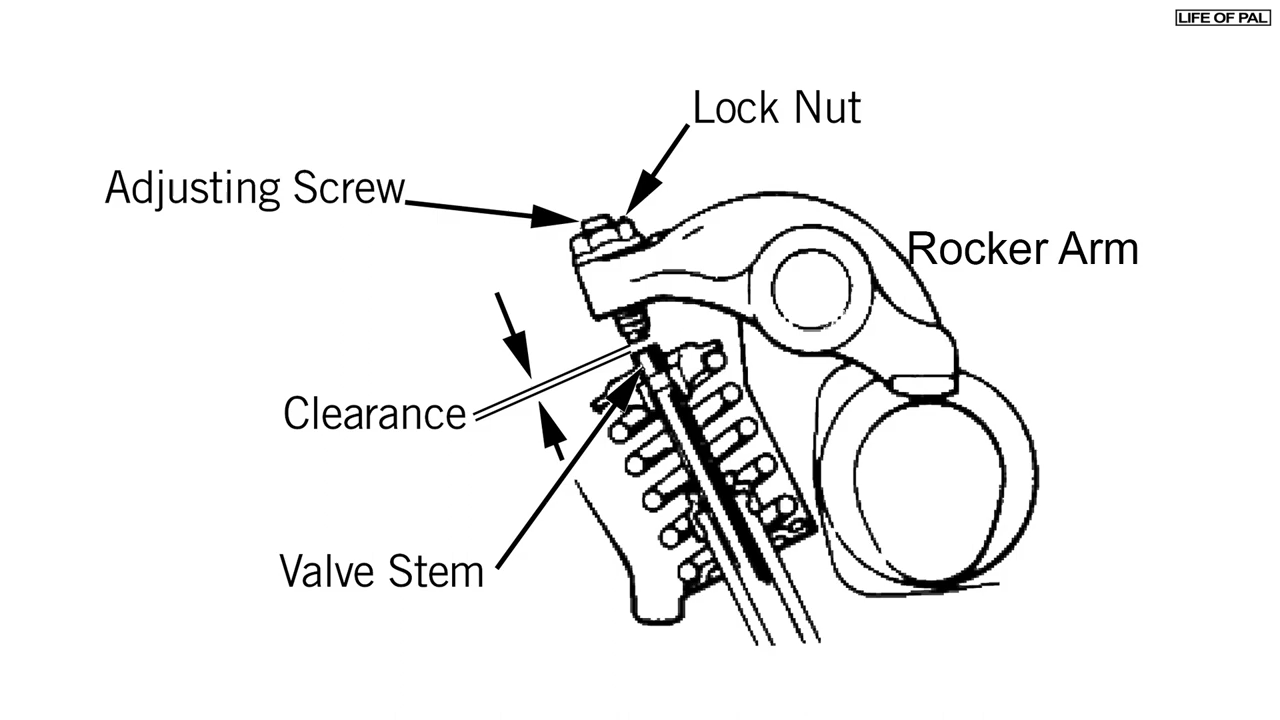 LIFE OF PAL
Lock Nut
Adjusting Screw
Rocker Arm
Clearance
Valve Stem